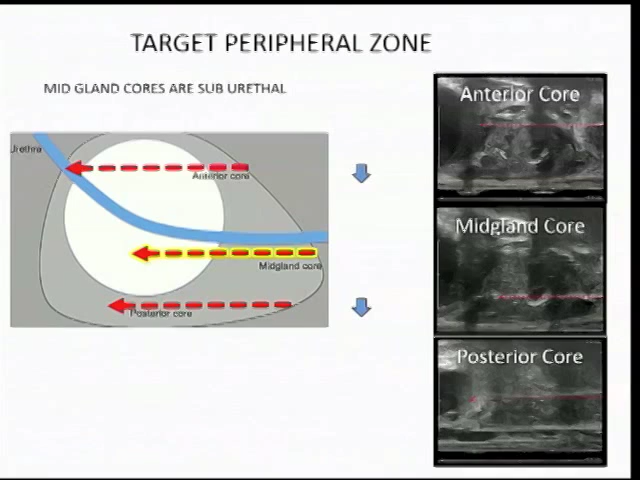 TARGET PERIPHERAL ZONE
MID GLAND CORES ARE SUB URETHAL
Urethra
Anterior core
Midgland core
Posterior core
Anterior Core
Midgland Core
Posterior Core